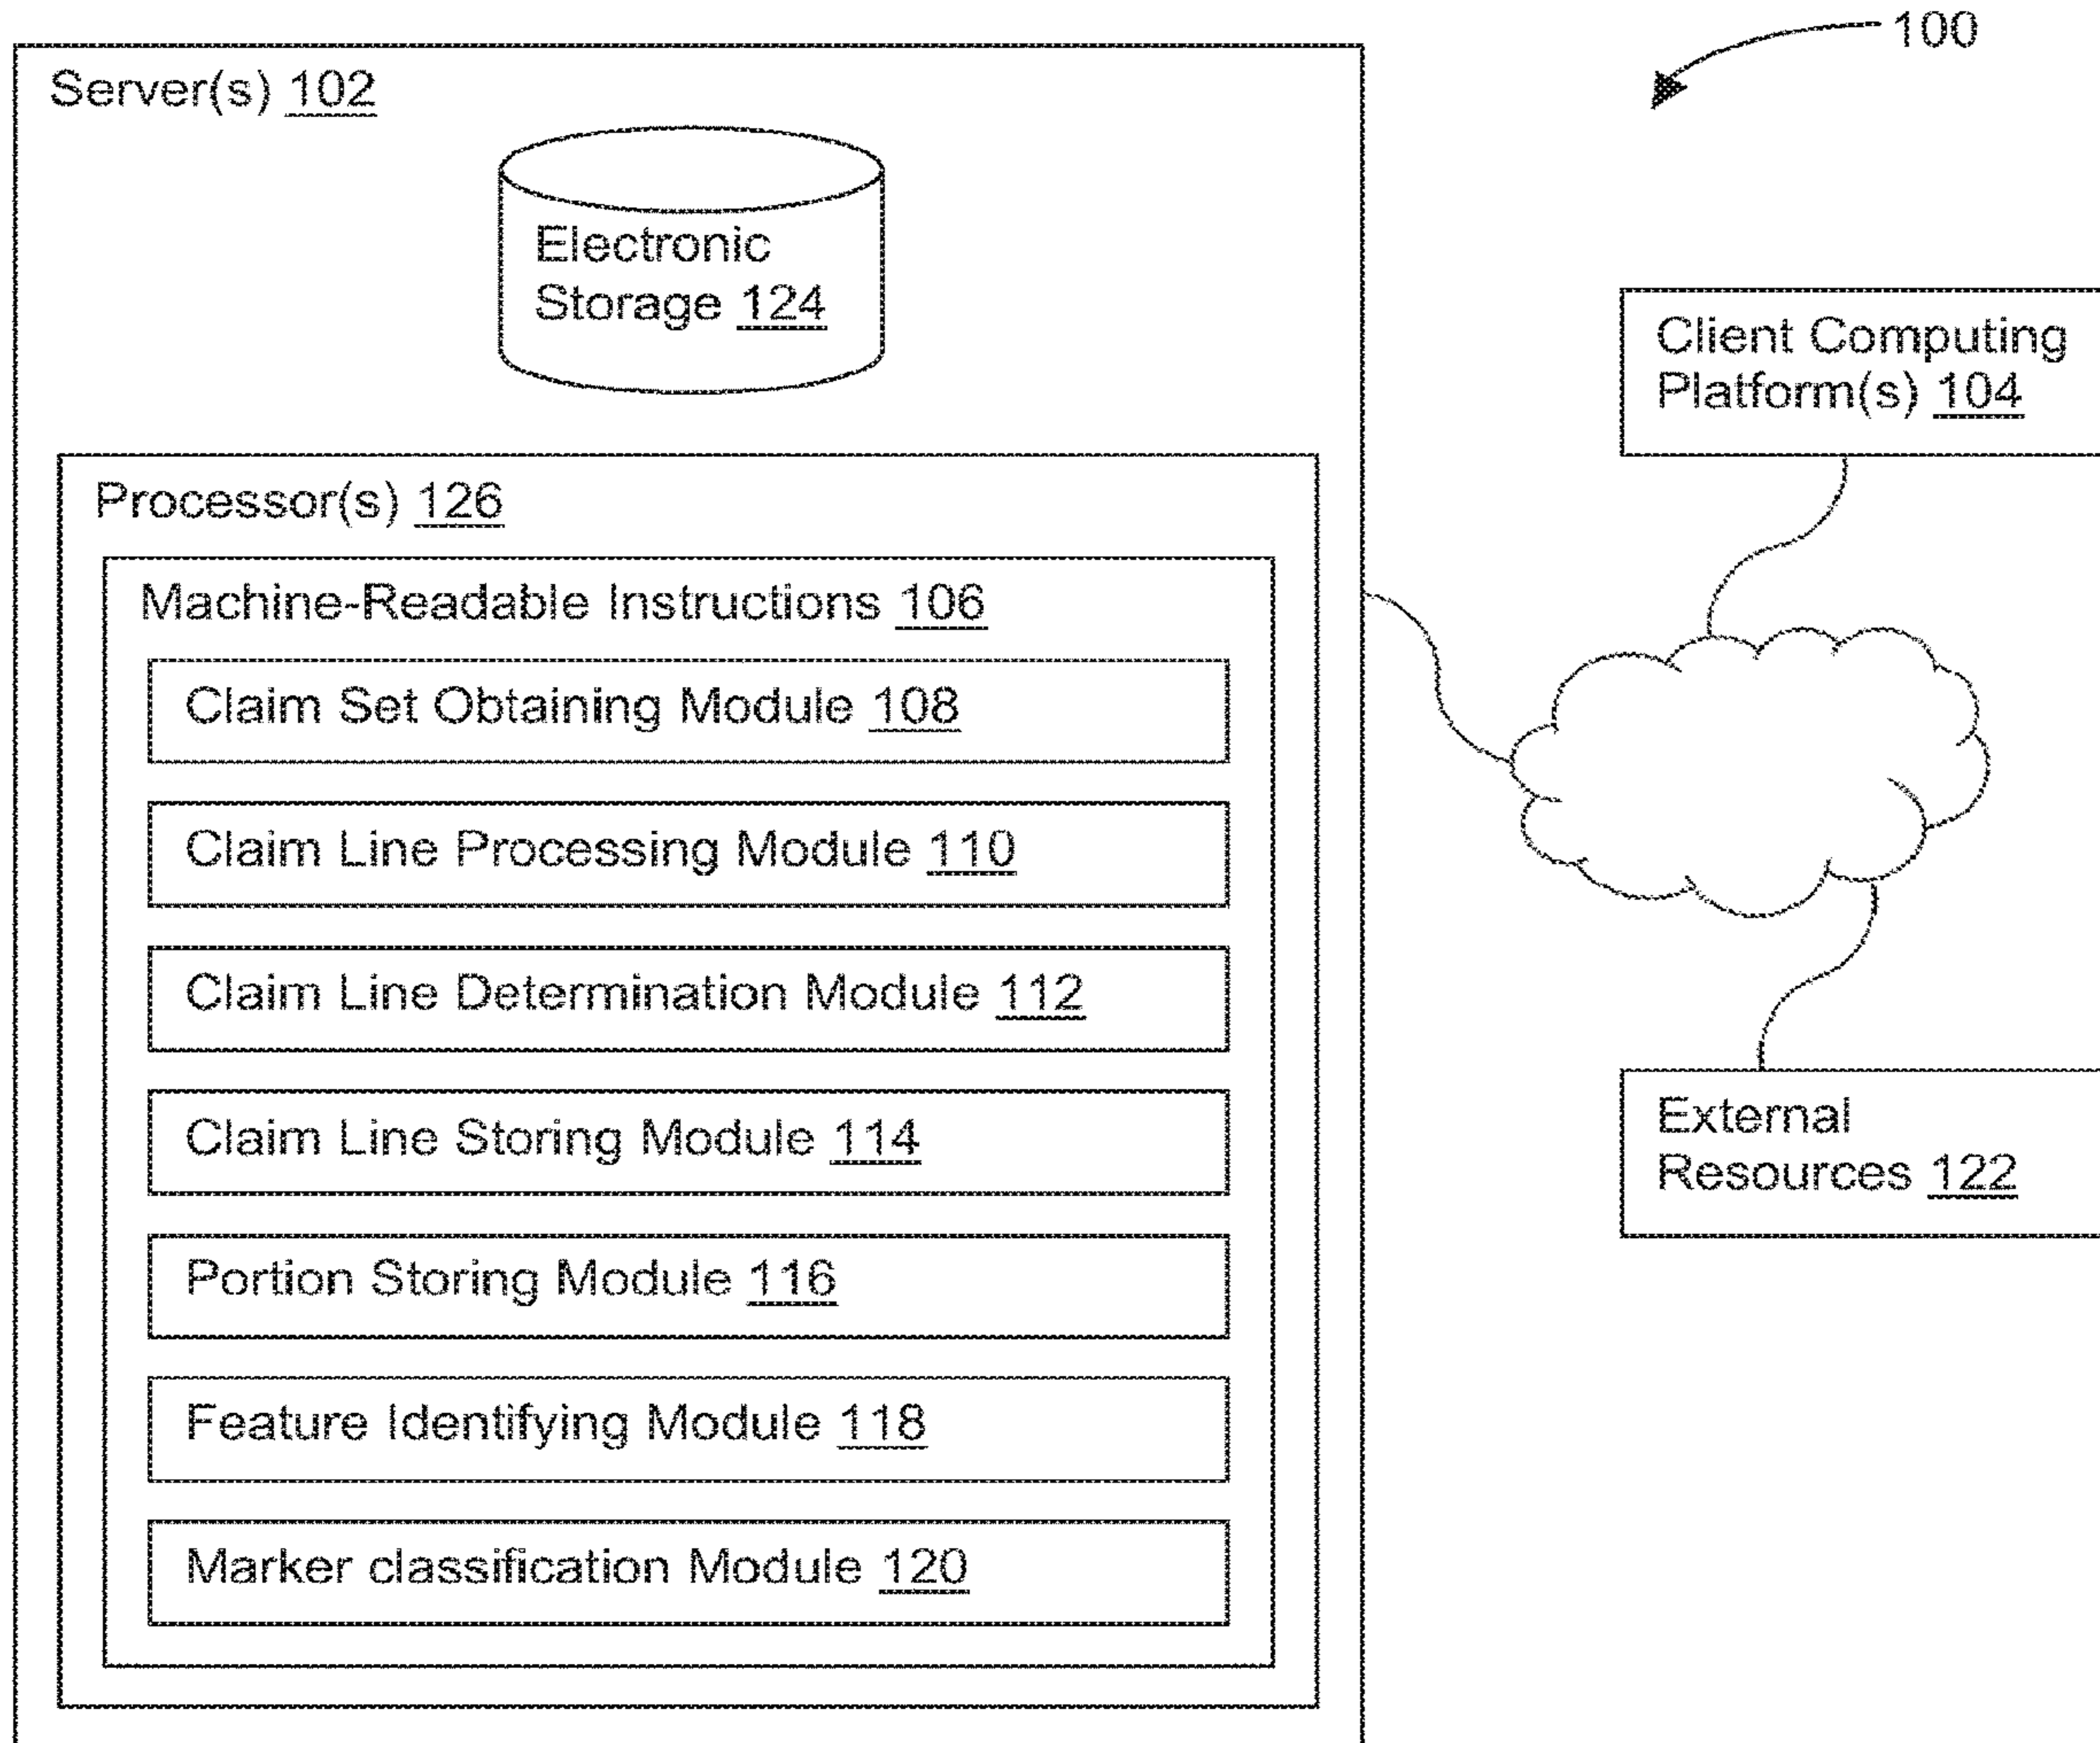 100
Server(s) 102
Electronic
Storage 124
Client Computing
Platform(s) 104
Processor(s) 126
Machine-Readable Instructions 106
Claim Set Obtaining Module 108
Claim Line Processing Module 110
Claim Line Determination Module 112
Claim Line Storing Module 114
External
Resources 122
Portion Storing Module 116
Feature Identifying Module 118
Marker classification Module 120